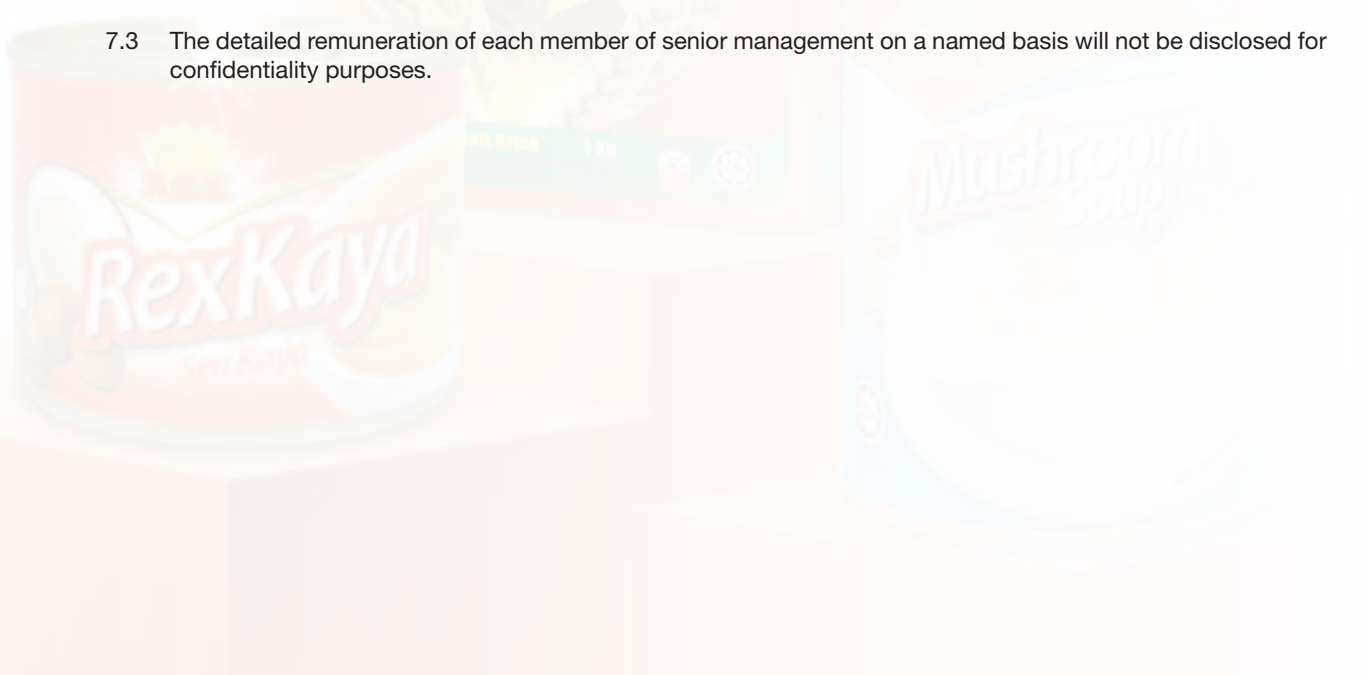 7.3 The detailed remuneration of each member of senior management on a named basis will not be disclosed for
confidentiality purposes.
Malt Drink 1 kg
Mushroom
Soup
REX
RexKaya
Seri Kaya